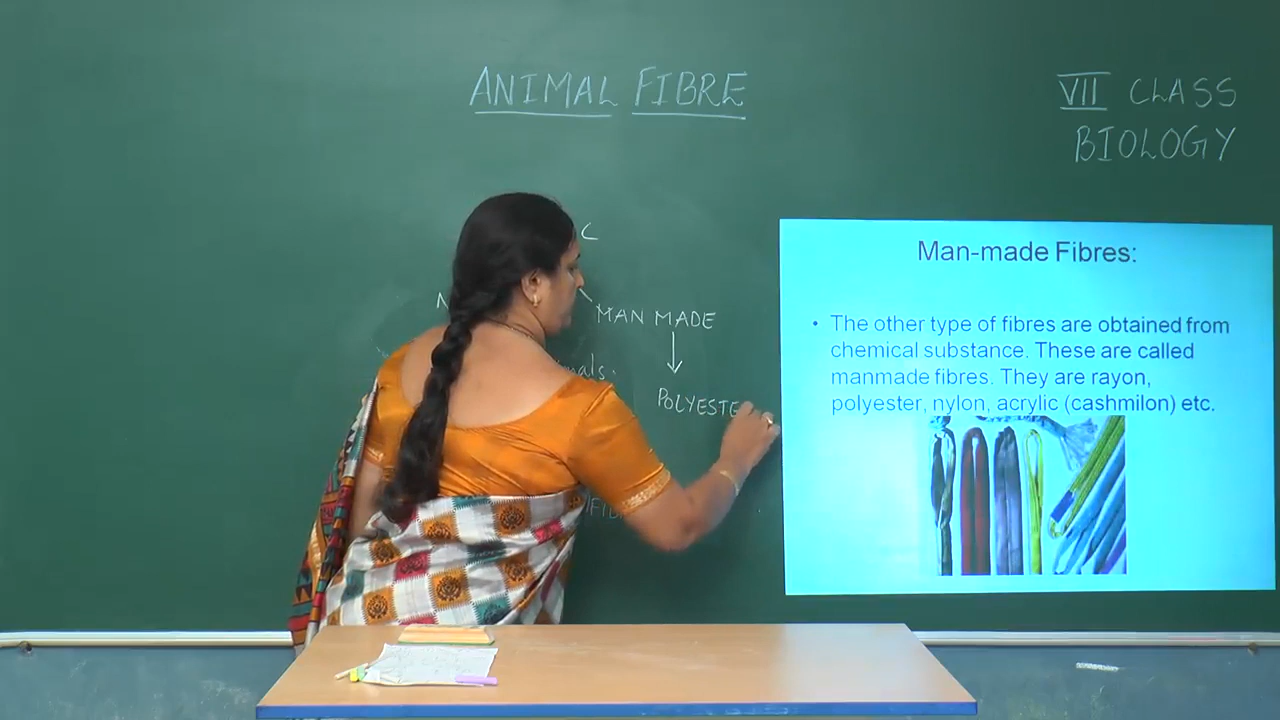 ANIMAL FIBRE
VII CLASS
BIOLOGY
MAN MADE
POLYESTE
Man-made Fibres:
• The other type of fibres are obtained from
chemical substance. These are called
manmade fibres. They are rayon,
polyester, nylon, acrylic (cashmilon) etc.